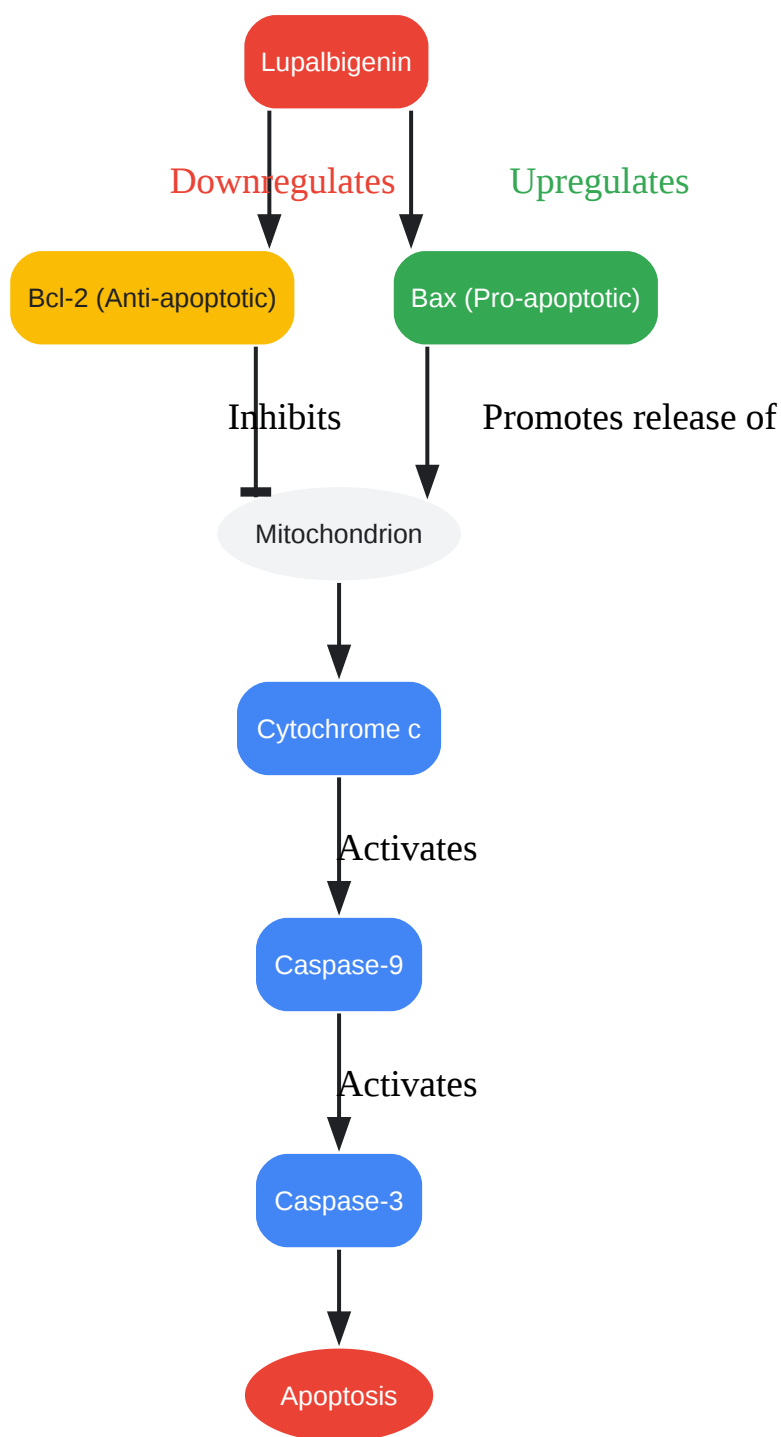 Lupalbigenin
Downregulates
Upregulates
Bcl-2 (Anti-apoptotic)
Bax (Pro-apoptotic)
Inhibits
Promotes release of
Mitochondrion
Cytochrome c
Activates
Caspase-9
Activates
Caspase-3
Apoptosis